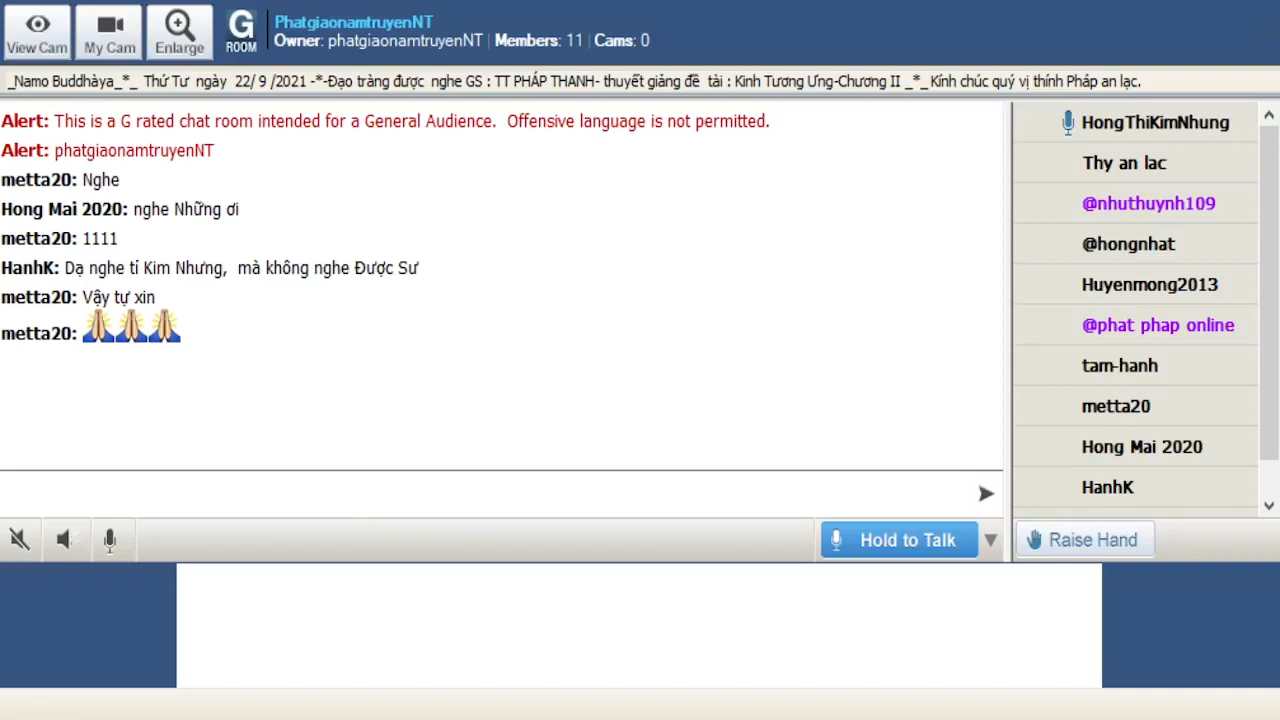 View Cam
My Cam
Enlarge
G
ROOM
PhatgiaonamtruyenNT
Owner: phatgiaonamtruyenNT | Members: 11 | Cams: 0
_Namo Buddhàya_*_ Thứ Tư ngày 22/ 9 /2021 -*-Đạo tràng được nghe GS : TT PHÁP THANH- thuyết giảng đề tài : Kinh Tương Ưng-Chương II _*_Kính chúc quý vị thính Pháp an lạc.
Alert: This is a G rated chat room intended for a General Audience. Offensive language is not permitted.
Alert: phatgiaonamtruyenNT
metta20: Nghe
Hong Mai 2020: nghe Những ơi
metta20: 1111
HanhK: Dạ nghe tỉ Kim Nhưng, mà không nghe Được Sư
metta20: Vậy tự xin
metta20: 🙏🙏🙏
HongThiKimNhung
Thy an lac
@nhuthuynh109
@hongnhat
Huyenmong2013
@phat phap online
tam-hanh
metta20
Hong Mai 2020
HanhK
Hold to Talk
Raise Hand